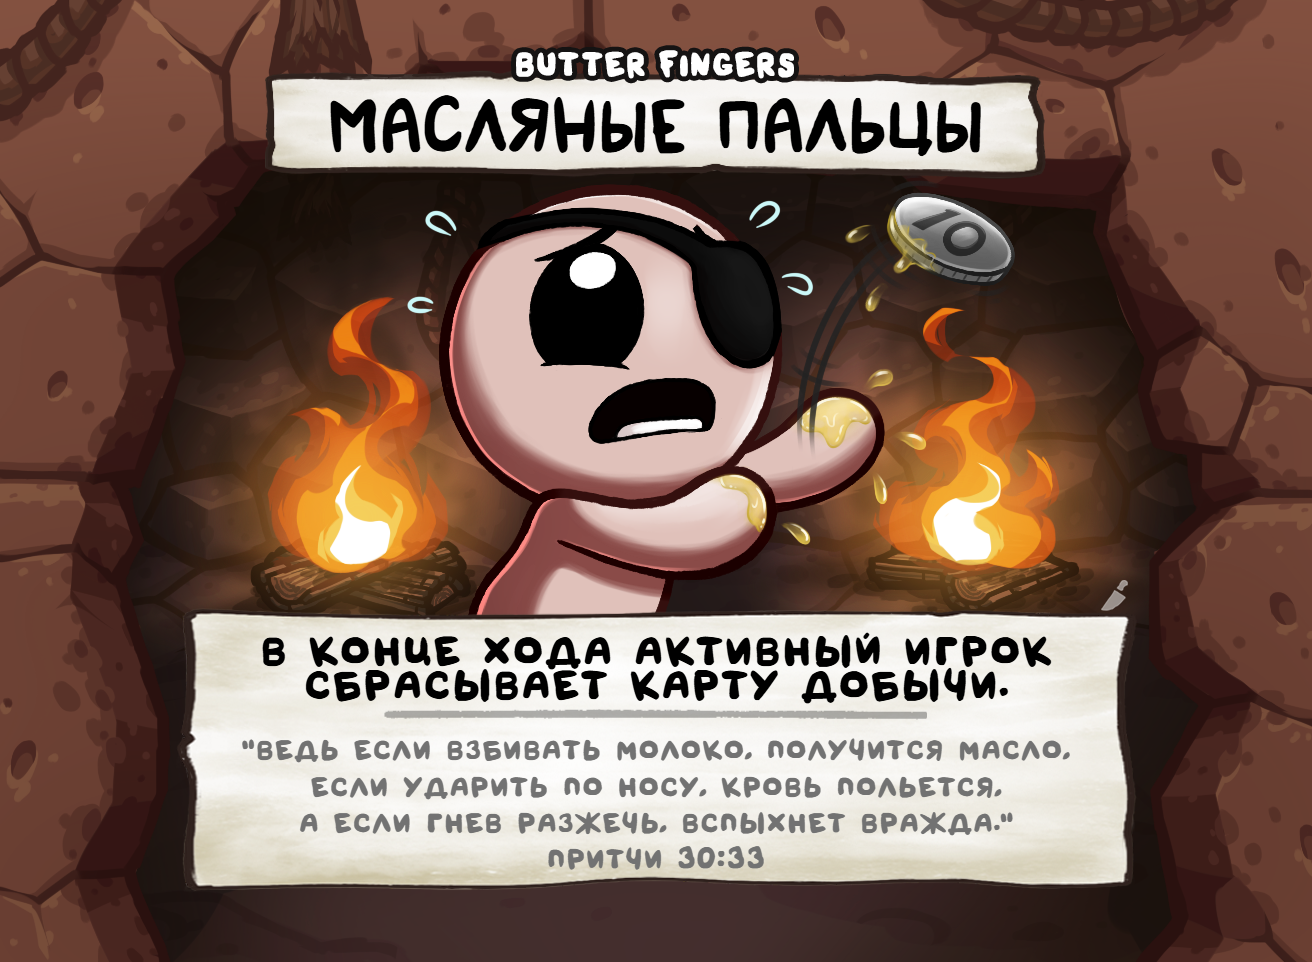 BUTTER FINGERS
МАСЛЯНЫЕ ПАЛЬЦЫ
10
В КОНЦЕ ХОДА АКТИВНЫЙ ИГРОК
СБРАСЫВАЕТ КАРТУ ДОБЫЧИ.
"ВЕДЬ ЕСЛИ ВЗБИВАТЬ МОЛОКО, ПОЛУЧИТСЯ МАСЛО,
ЕСЛИ УДАРИТЬ ПО НОСУ, КРОВЬ ПОЛЬЕТСЯ,
А ЕСЛИ ГНЕВ РАЗЖЕЧЬ, ВСПЫХНЕТ ВРАЖДА."
ПРИТЧИ 30:33